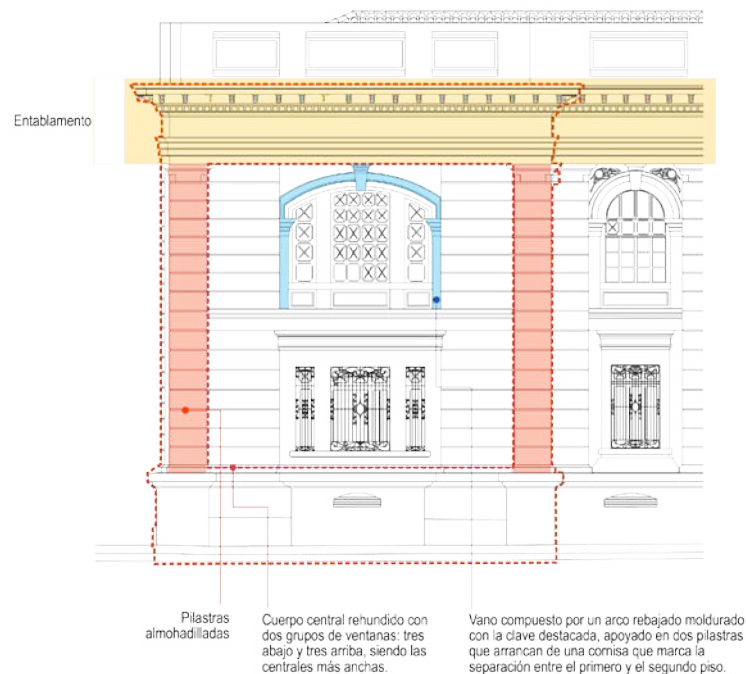 Entablamento
Pilastras
almohadilladas
Cuerpo central rehundido con
dos grupos de ventanas: tres
abajo y tres arriba, siendo las
centrales más anchas.
Vano compuesto por un arco rebajado moldurado
con la clave destacada, apoyado en dos pilastras
que arrancan de una cornisa que marca la
separación entre el primero y el segundo piso.